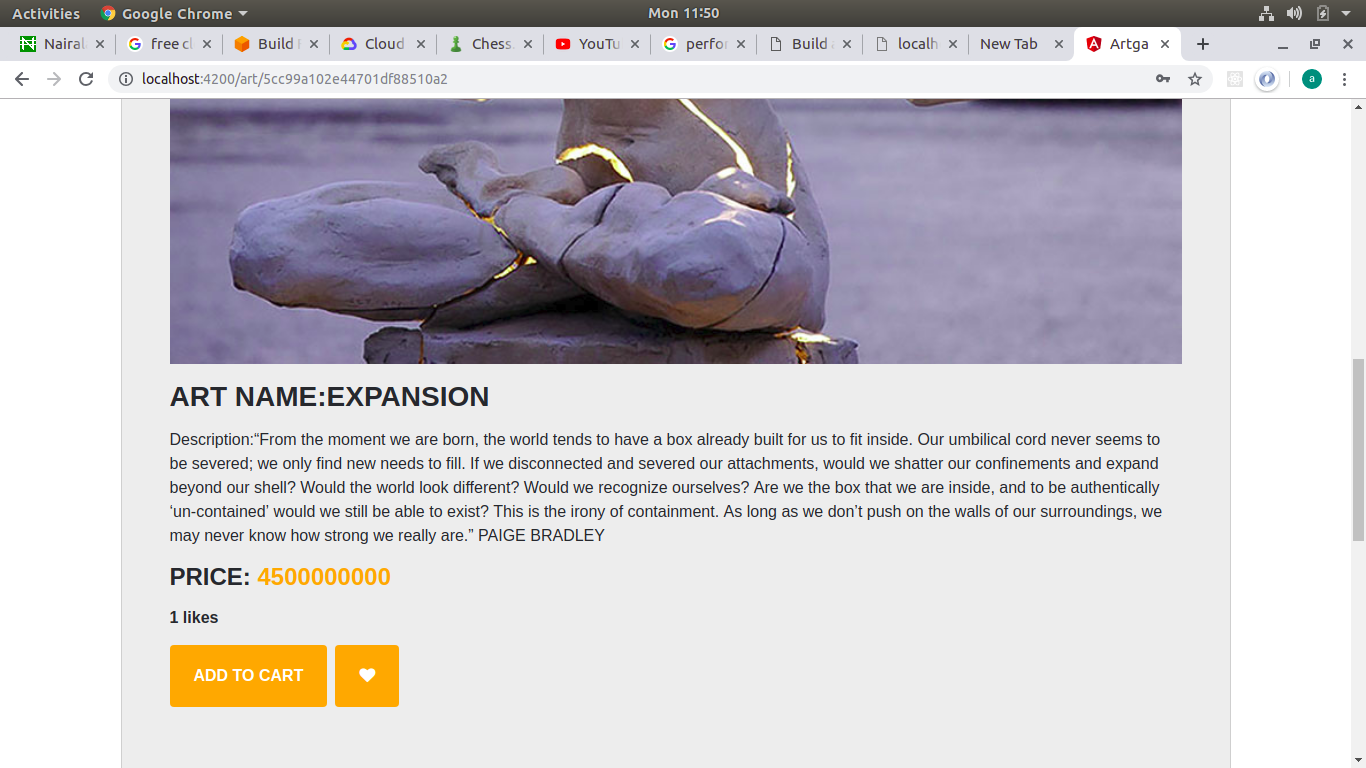 Activities Google Chrome Mon 11:50
Nairal free cl Build F Cloud Chess. YouTu perfor Build a localh New Tab Artga
localhost:4200/art/5cc99a102e44701df88510a2 a
ART NAME:EXPANSION
Description:“From the moment we are born, the world tends to have a box already built for us to fit inside. Our umbilical cord never seems to
be severed; we only find new needs to fill. If we disconnected and severed our attachments, would we shatter our confinements and expand
beyond our shell? Would the world look different? Would we recognize ourselves? Are we the box that we are inside, and to be authentically
‘un-contained’ would we still be able to exist? This is the irony of containment. As long as we don’t push on the walls of our surroundings, we
may never know how strong we really are.” PAIGE BRADLEY
PRICE: 4500000000
1 likes
ADD TO CART